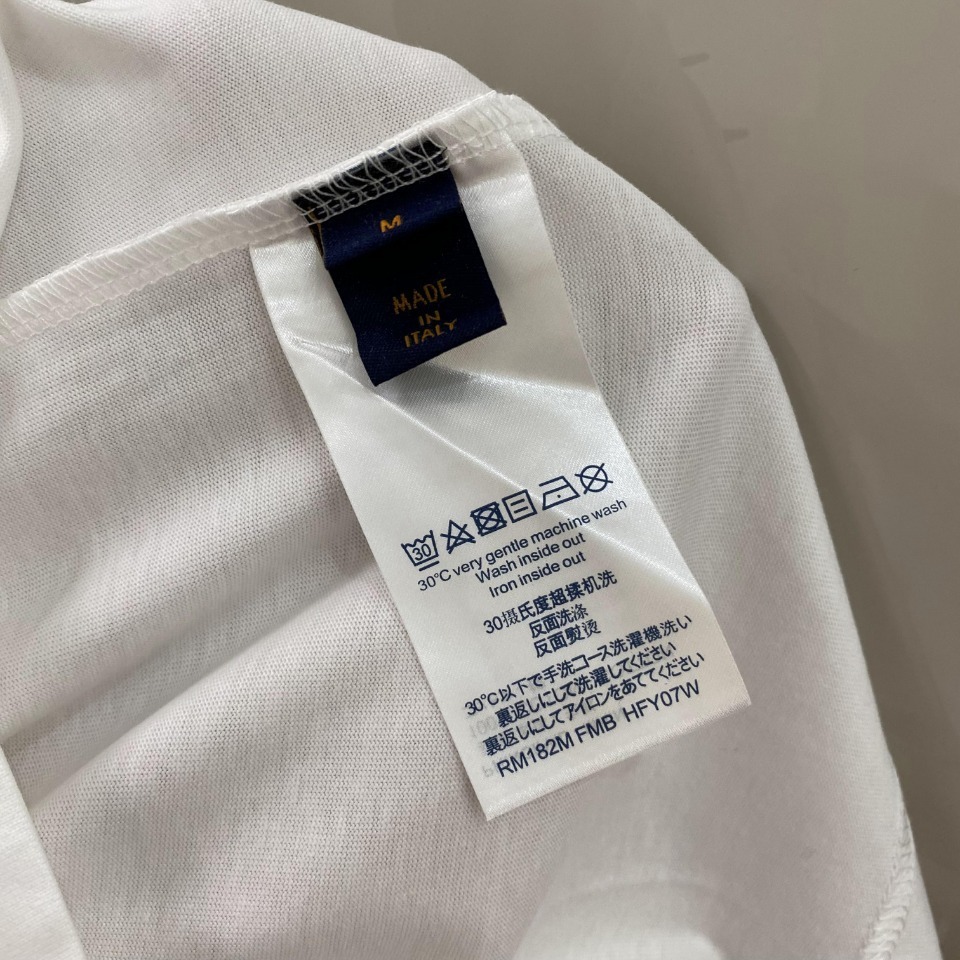 M
MADE
IN
ITALY
30
30°C very gentle machine wash
Wash inside out
Iron inside out
30摄氏度超揉机洗
反面洗涤
反面熨烫
30℃以下で手洗コース洗濯機洗い
裏返しにして洗濯してください
裏返しにしてアイロンをあててください
RM182M FMB HFY07W